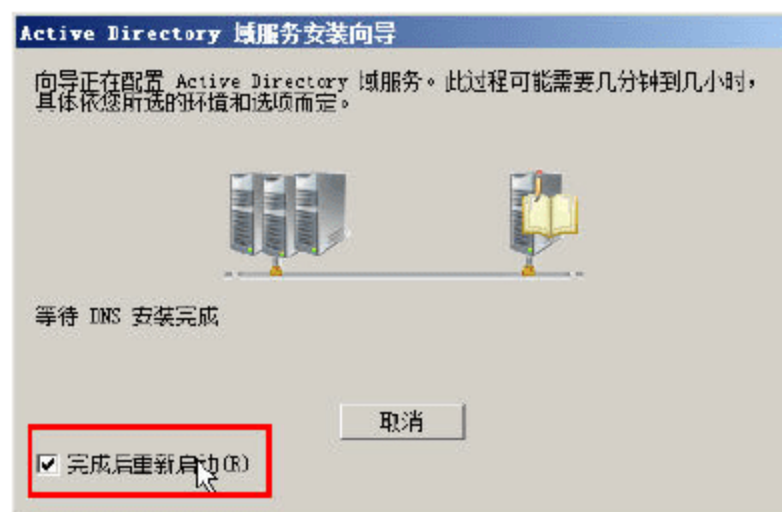 Active Directory 域服务安装向导
向导正在配置 Active Directory 域服务。此过程可能需要几分钟到几小时，
具体依您所选的环境和选项而定。
等待 DNS 安装完成
取消
完成后重新启动(R)